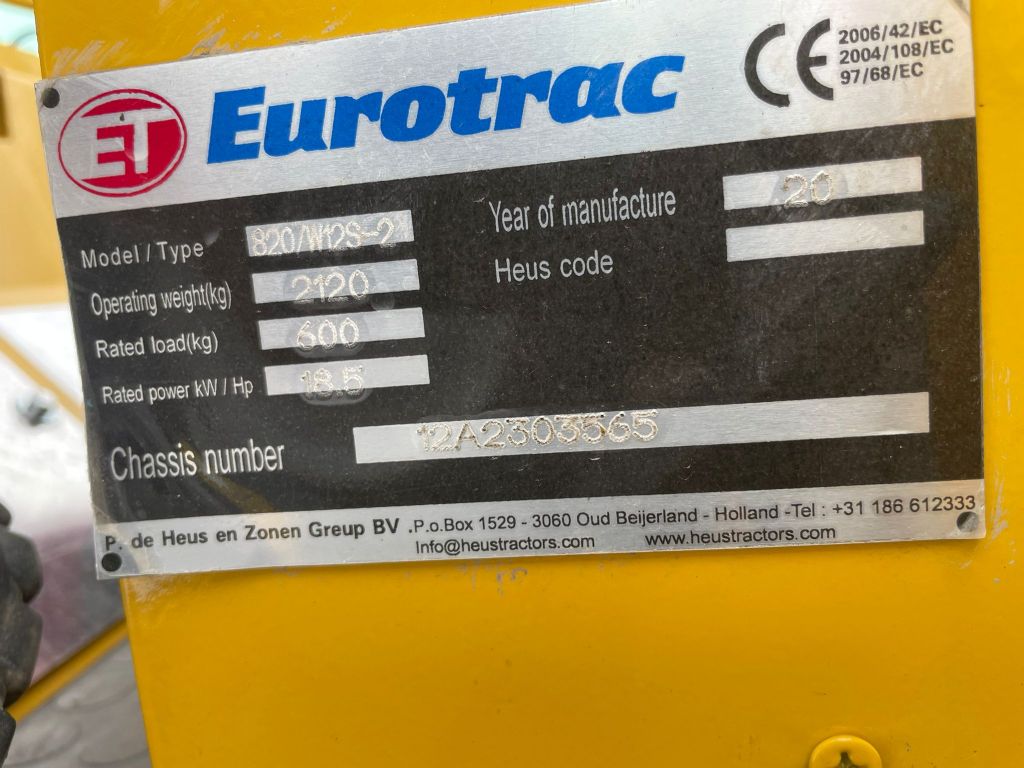 ET Eurotrac CE 2006/42/EC
2004/108/EC
97/68/EC
Model / Type 820/W12S-2
Operating weight(kg) 2120
Rated load(kg) 600
Rated power kW / Hp 18.5
Year of manufacture 20
Heus code
Chassis number 12A2303565
P. de Heus en Zonen Greup BV .P.o.Box 1529 - 3060 Oud Beijerland - Holland -Tel : +31 186 612333
Info@heustractors.com www.heustractors.com